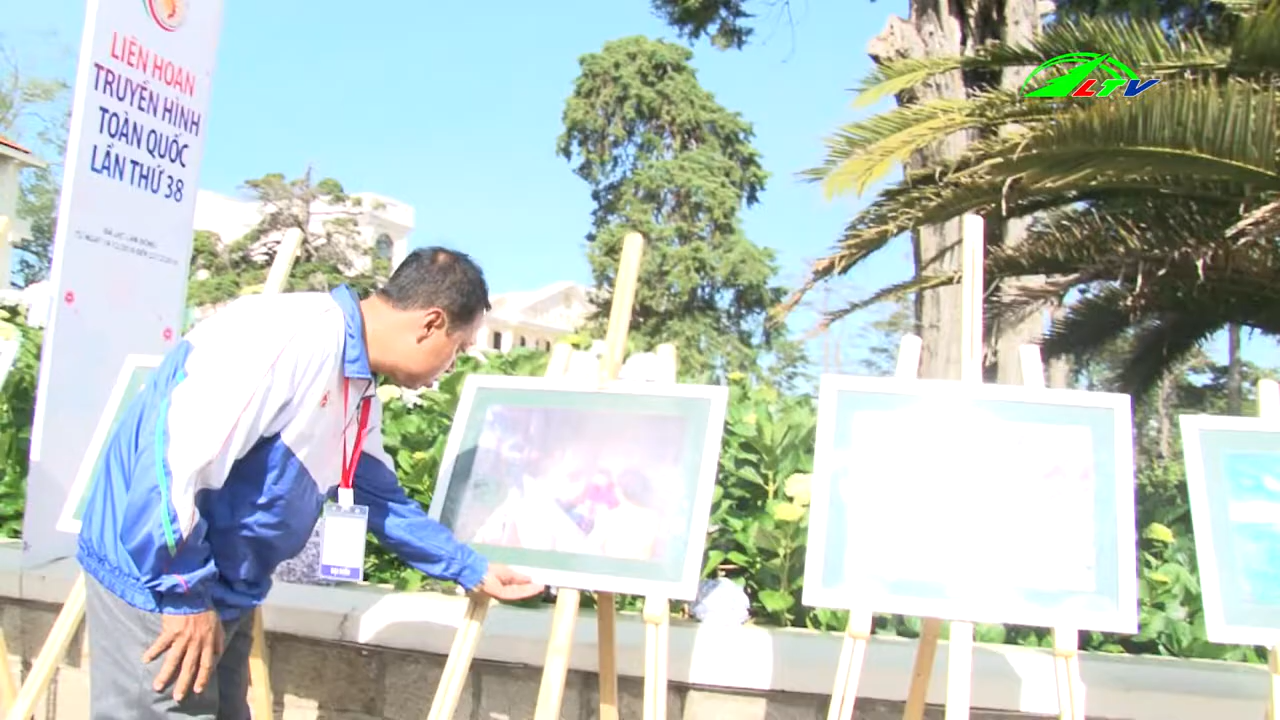 LIÊN HOAN
TRUYỀN HÌNH
TOÀN QUỐC
LẦN THỨ 38
LTV